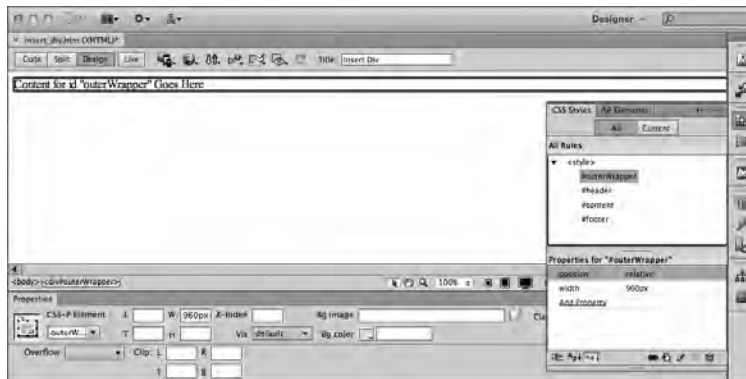 Designer
insert_div.htm (XHTML)*
Code Split Design Live Title: Insert Div
Content for id "outerWrapper" Goes Here
CSS Styles AP Elements
All Current
All Rules
<style>
#outerWrapper
#header
#content
#footer
<body> <div#outerWrapper>
100%
Properties for "#outerWrapper"
position relative
width 960px
Add Property
Properties
CSS-P Element L W 960px Z-Index Bg image
outerW... T H Vis default Bg color
Overflow Clip: L R
T B